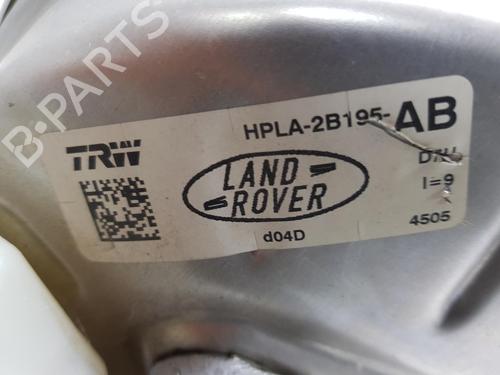 HPLA-2B195-AB
TRW
LAND
ROVER
I=9
4505
d04D
B-PARTS